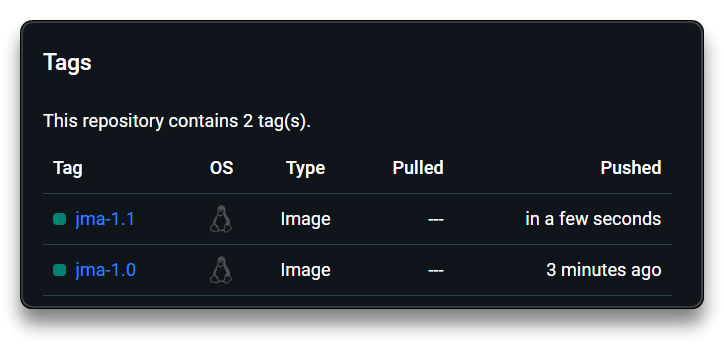 Tags
This repository contains 2 tag(s).
Tag OS Type Pulled Pushed
jma-1.1 Image --- in a few seconds
jma-1.0 Image --- 3 minutes ago